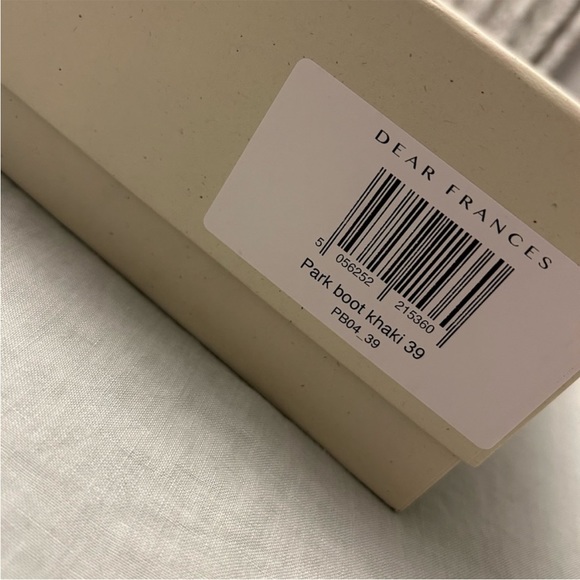 DEAR FRANCES
5 056252 215360
Park boot khaki 39
PB04_39